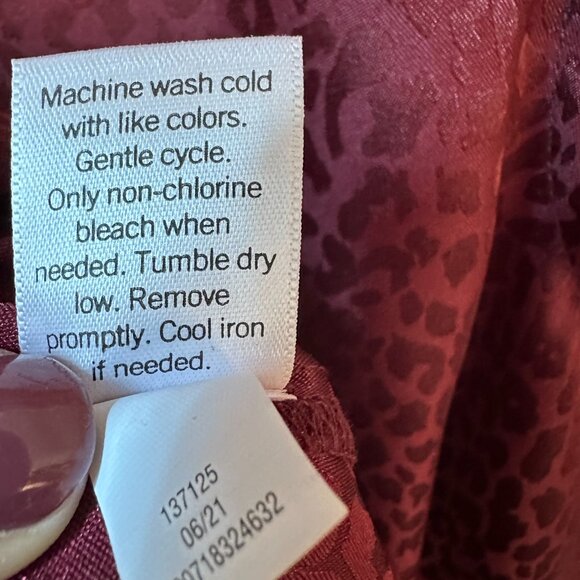 Machine wash cold
with like colors.
Gentle cycle.
Only non-chlorine
bleach when
needed. Tumble dry
low. Remove
promptly. Cool iron
if needed.
137125
06/21